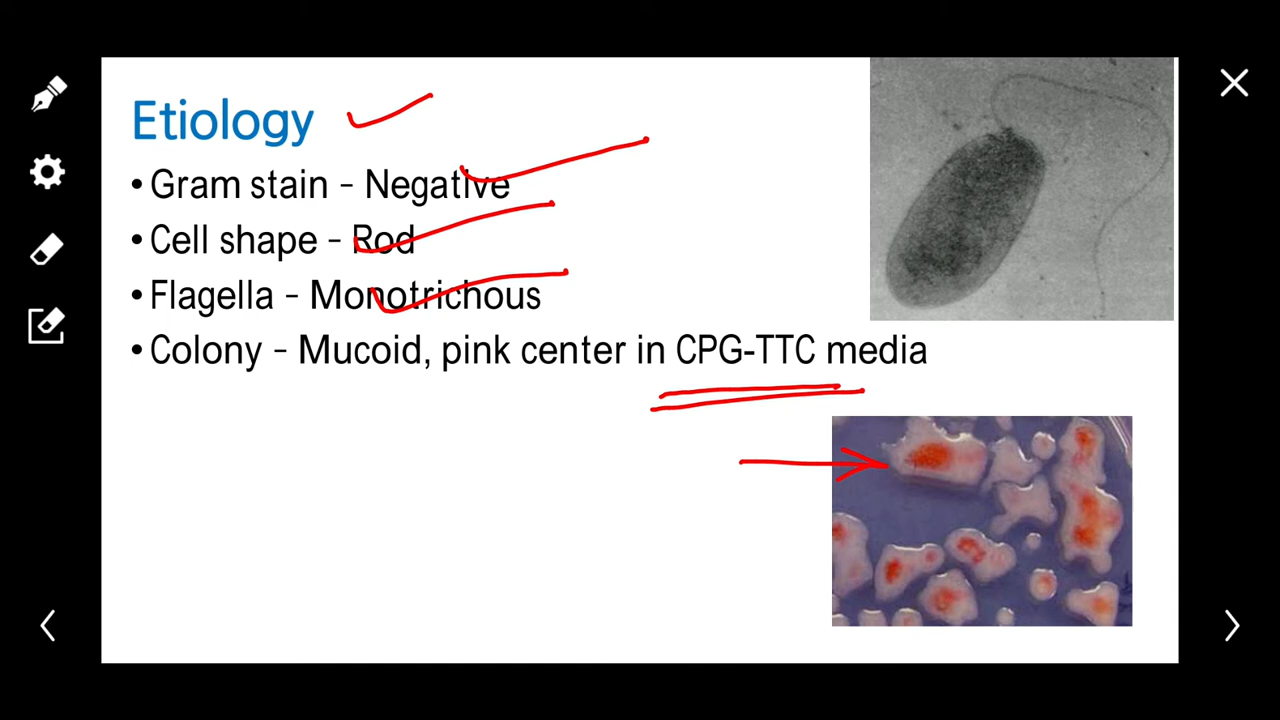 Etiology
•Gram stain – Negative
•Cell shape – Rod
•Flagella – Monotrichous
•Colony – Mucoid, pink center in CPG-TTC media